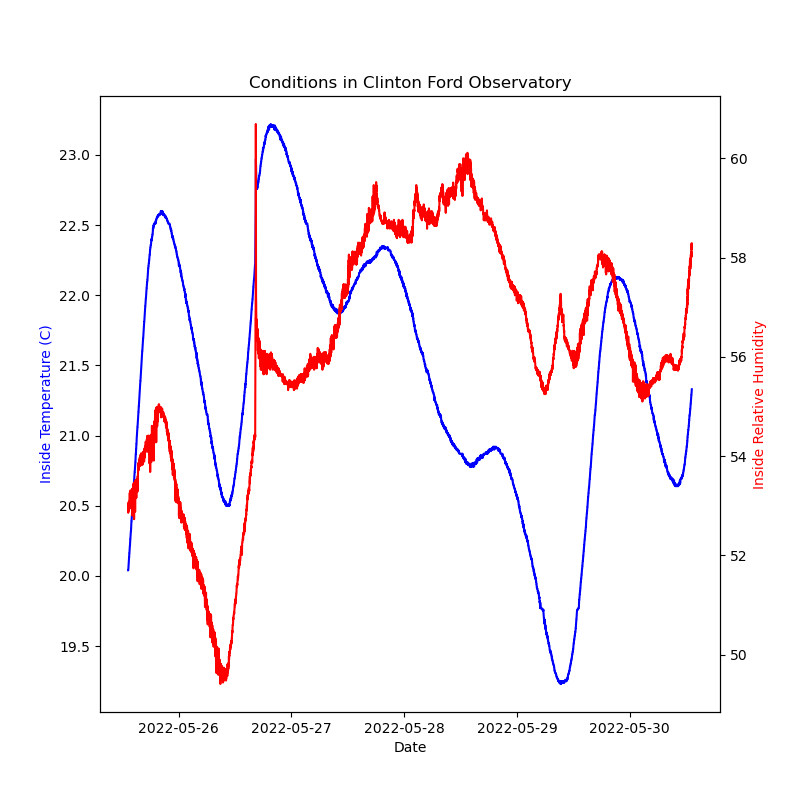 Conditions in Clinton Ford Observatory
23.0
22.5
22.0
21.5
21.0
20.5
20.0
19.5
Inside Temperature (C)
60
58
56
54
52
50
Inside Relative Humidity
2022-05-26 2022-05-27 2022-05-28 2022-05-29 2022-05-30
Date